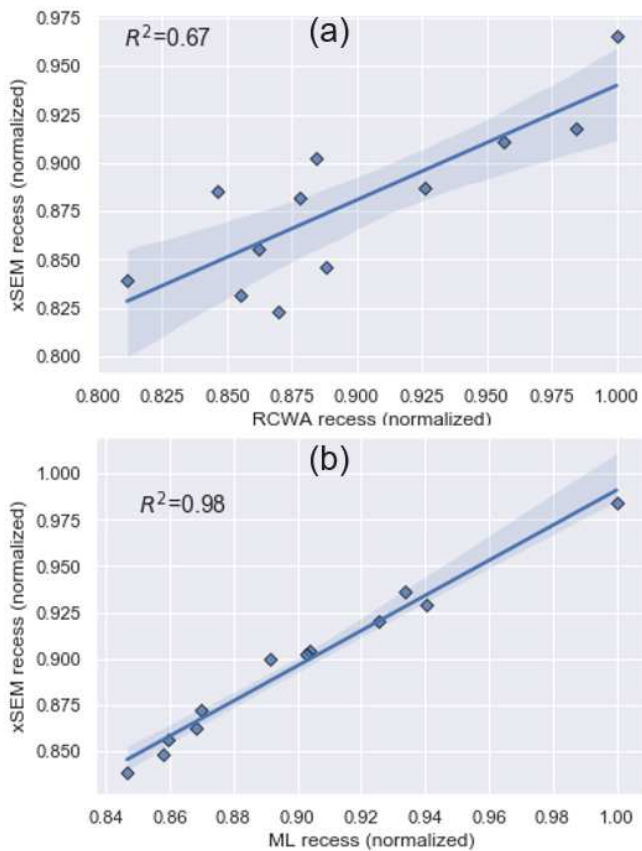 (a)
R²=0.67
xSEM recess (normalized)
0.975
0.950
0.925
0.900
0.875
0.850
0.825
0.800
0.800 0.825 0.850 0.875 0.900 0.925 0.950 0.975 1.000
RCWA recess (normalized)
(b)
R²=0.98
xSEM recess (normalized)
1.000
0.975
0.950
0.925
0.900
0.875
0.850
0.84 0.86 0.88 0.90 0.92 0.94 0.96 0.98 1.00
ML recess (normalized)